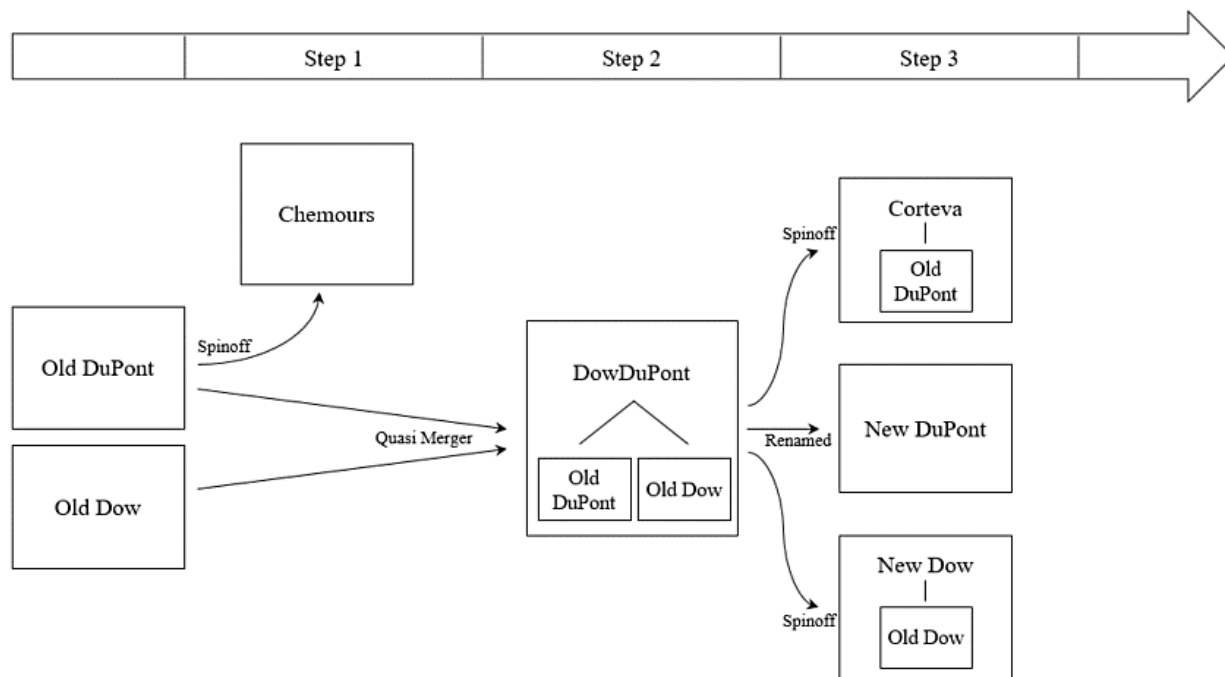 Step 1
Step 2
Step 3
Chemours
Corteva
Spinoff
Old
DuPont
Old DuPont
Spinoff
DowDuPont
New DuPont
Quasi Merger
Renamed
Old
DuPont
Old Dow
Old Dow
New Dow
Spinoff
Old Dow